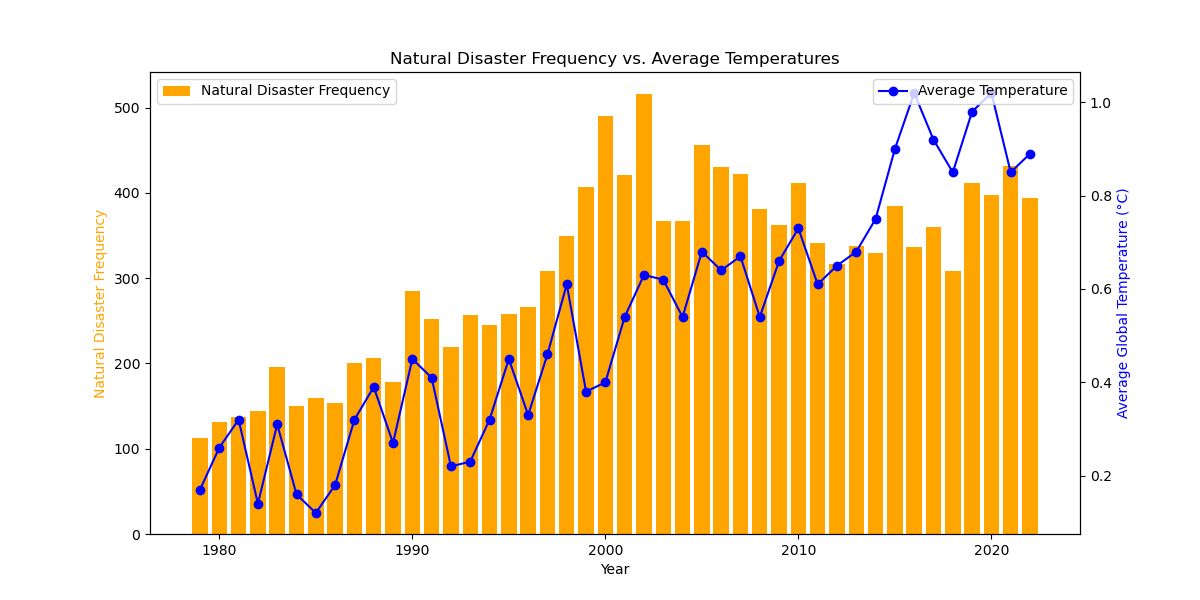 Natural Disaster Frequency vs. Average Temperatures
Natural Disaster Frequency
Average Temperature
500
400
300
200
100
0
Natural Disaster Frequency
1.0
0.8
0.6
0.4
0.2
Average Global Temperature (°C)
1980
1990
2000
2010
2020
Year